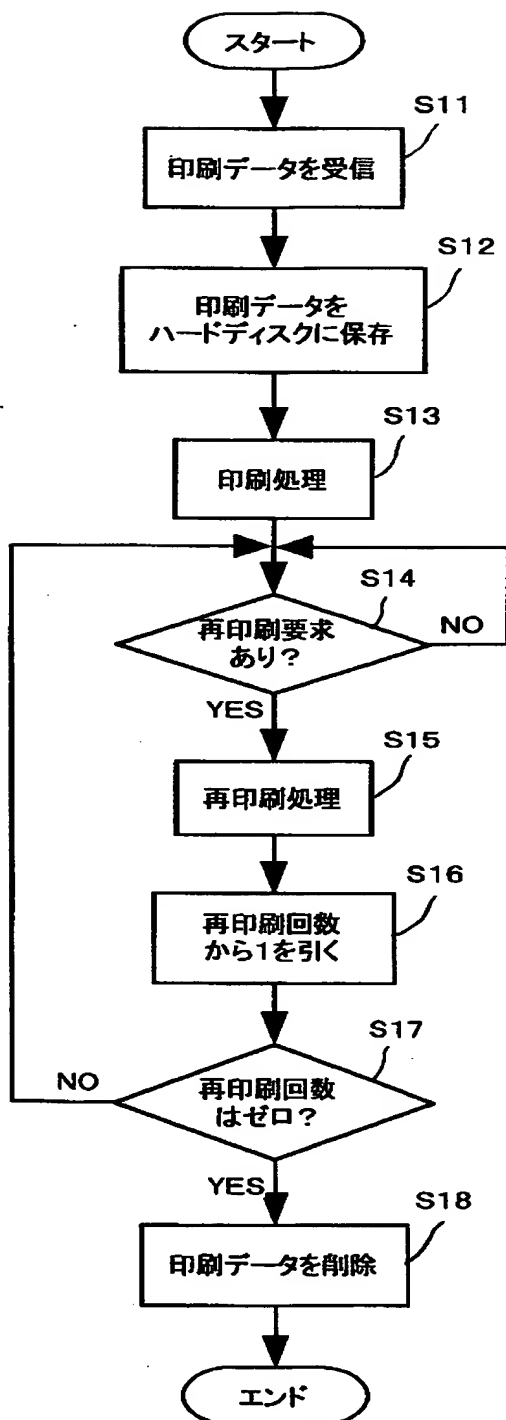 スタート
S11
印刷データを受信
S12
印刷データを
ハードディスクに保存
S13
印刷処理
S14
再印刷要求
あり?
NO
YES
S15
再印刷処理
S16
再印刷回数
から1を引く
S17
再印刷回数
はゼロ?
NO
YES
S18
印刷データを削除
エンド